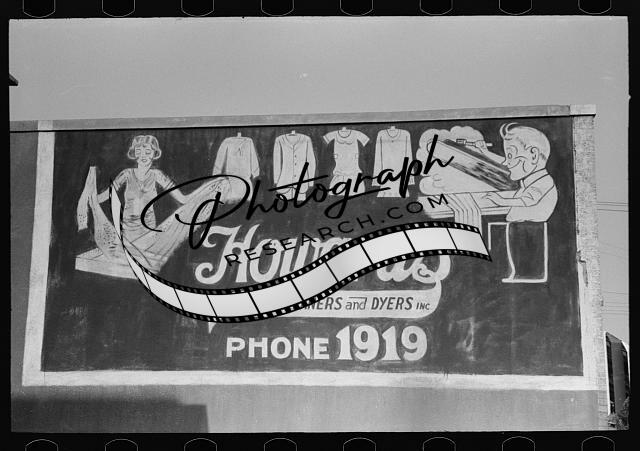 Photograph
RESEARCH.COM
and DYERS INC
PHONE 1919